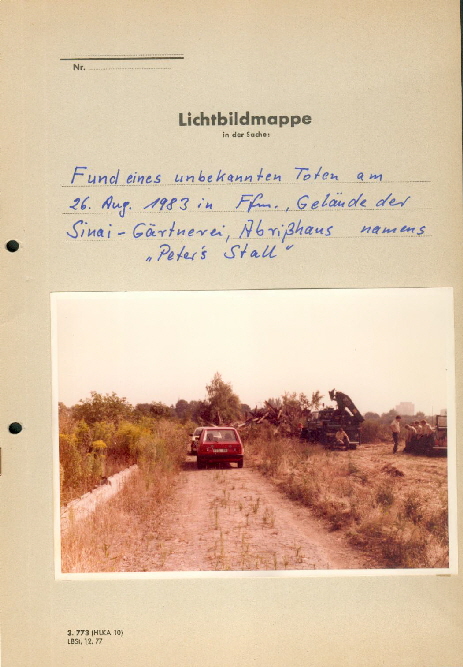 Nr.
Lichtbildmappe
in der Sache:
Fund eines unbekannten Toten am
26. Aug. 1983 in Ffm., Gelände der
Sinai-Gärtnerei, Abrißhaus namens
„Peter's Stall"
3. 773 (HLKA 10)
LBSt, 12. 77